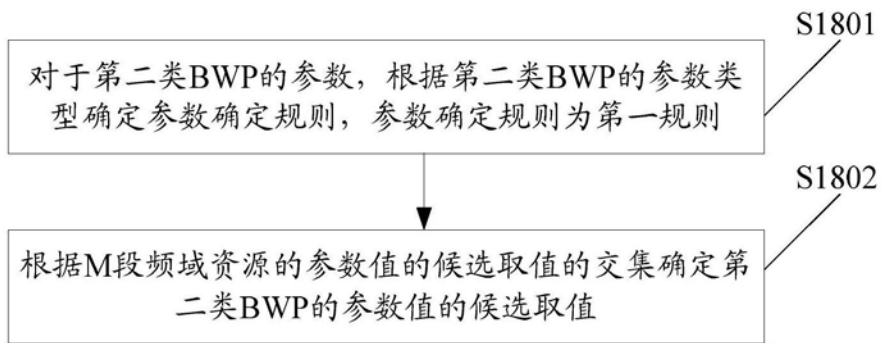 S1801
对于第二类BWP的参数，根据第二类BWP的参数类
型确定参数确定规则，参数确定规则为第一规则
S1802
根据M段频域资源的参数值的候选取值的交集确定第
二类BWP的参数值的候选取值